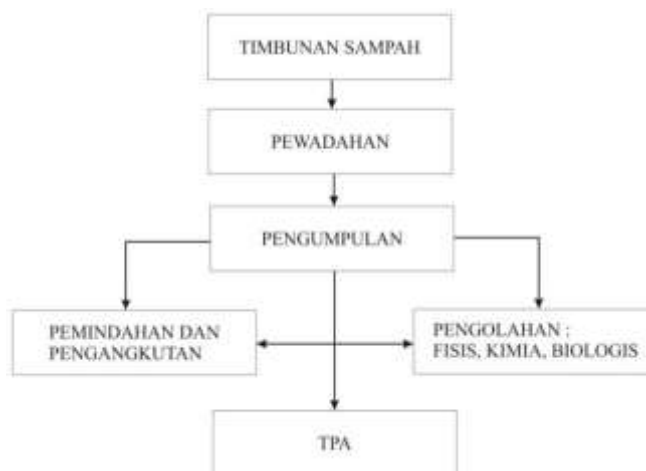 TIMBUNAN SAMPAH
PEWADAHAN
PENGUMPULAN
PEMINDAHAN DAN
PENGANGKUTAN
PENGOLAHAN :
FISIS, KIMIA, BIOLOGIS
TPA